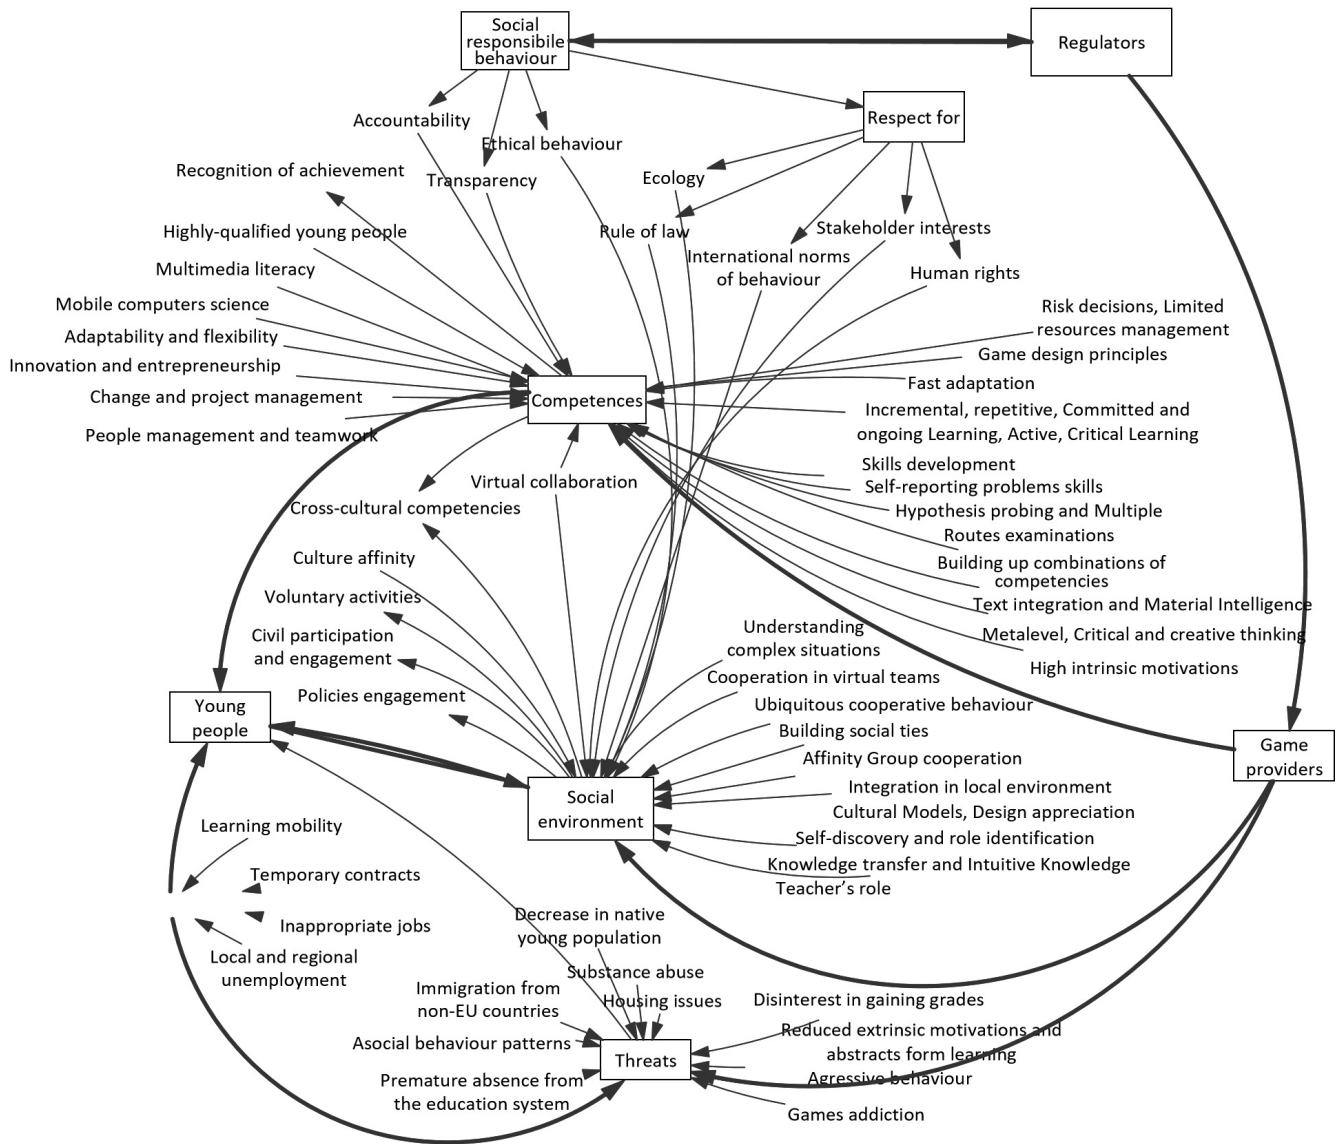 Social
responsibile
behaviour
Regulators
Respect for
Accountability
Ethical behaviour
Transparency
Recognition of achievement
Ecology
Highly-qualified young people
Rule of law
Stakeholder interests
International norms
of behaviour
Human rights
Multimedia literacy
Mobile computers science
Adaptability and flexibility
Innovation and entrepreneurship
Change and project management
People management and teamwork
Competences
Risk decisions, Limited
resources management
Game design principles
Fast adaptation
Incremental, repetitive, Committed and
ongoing Learning, Active, Critical Learning
Skills development
Self-reporting problems skills
Hypothesis probing and Multiple
Routes examinations
Building up combinations of
competencies
Text integration and Material Intelligence
Metalevel, Critical and creative thinking
High intrinsic motivations
Virtual collaboration
Cross-cultural competencies
Culture affinity
Voluntary activities
Civil participation
and engagement
Policies engagement
Young
people
Understanding
complex situations
Cooperation in virtual teams
Ubiquitous cooperative behaviour
Building social ties
Affinity Group cooperation
Integration in local environment
Cultural Models, Design appreciation
Self-discovery and role identification
Knowledge transfer and Intuitive Knowledge
Teacher’s role
Game
providers
Social
environment
Learning mobility
Temporary contracts
Inappropriate jobs
Local and regional
unemployment
Decrease in native
young population
Substance abuse
Housing issues
Immigration from
non-EU countries
Asocial behaviour patterns
Premature absence from
the education system
Threats
Disinterest in gaining grades
Reduced extrinsic motivations and
abstracts form learning
Agressive behaviour
Games addiction